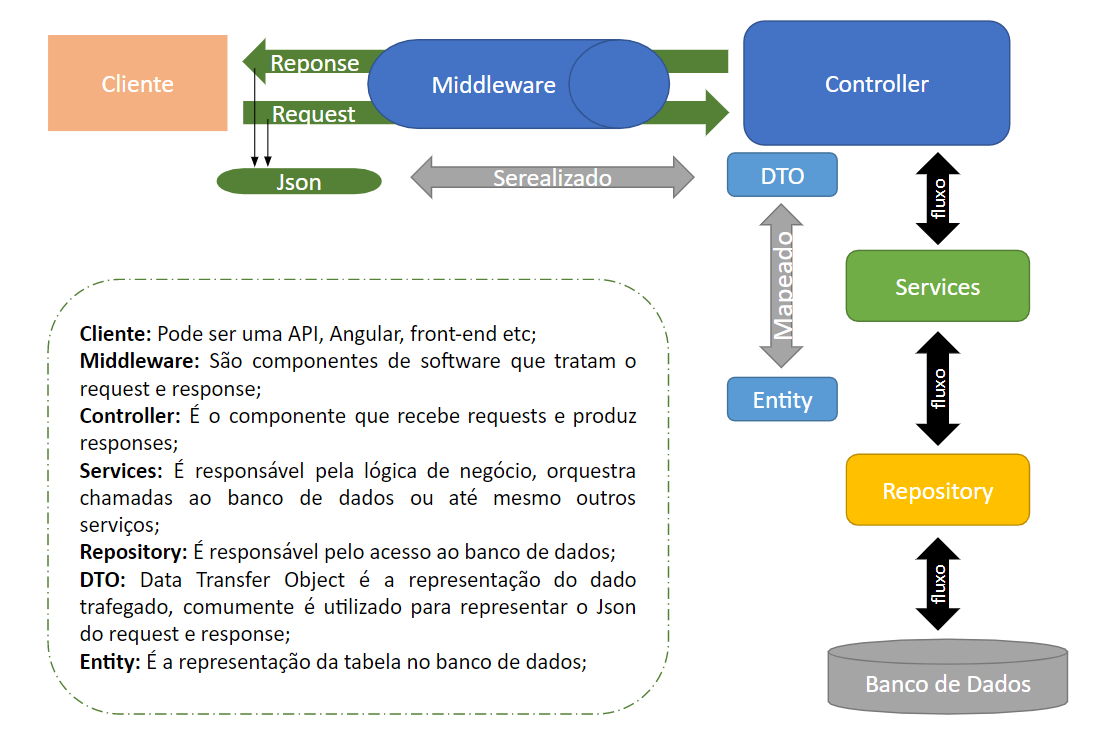 Cliente
Reponse
Middleware
Controller
Request
Json
Serealizado
DTO
fluxo
Mapeado
Services
Entity
fluxo
Repository
fluxo
Banco de Dados
Cliente: Pode ser uma API, Angular, front-end etc;
Middleware: São componentes de software que tratam o
request e response;
Controller: É o componente que recebe requests e produz
responses;
Services: É responsável pela lógica de negócio, orquestra
chamadas ao banco de dados ou até mesmo outros
serviços;
Repository: É responsável pelo acesso ao banco de dados;
DTO: Data Transfer Object é a representação do dado
trafegado, comumente é utilizado para representar o Json
do request e response;
Entity: É a representação da tabela no banco de dados;